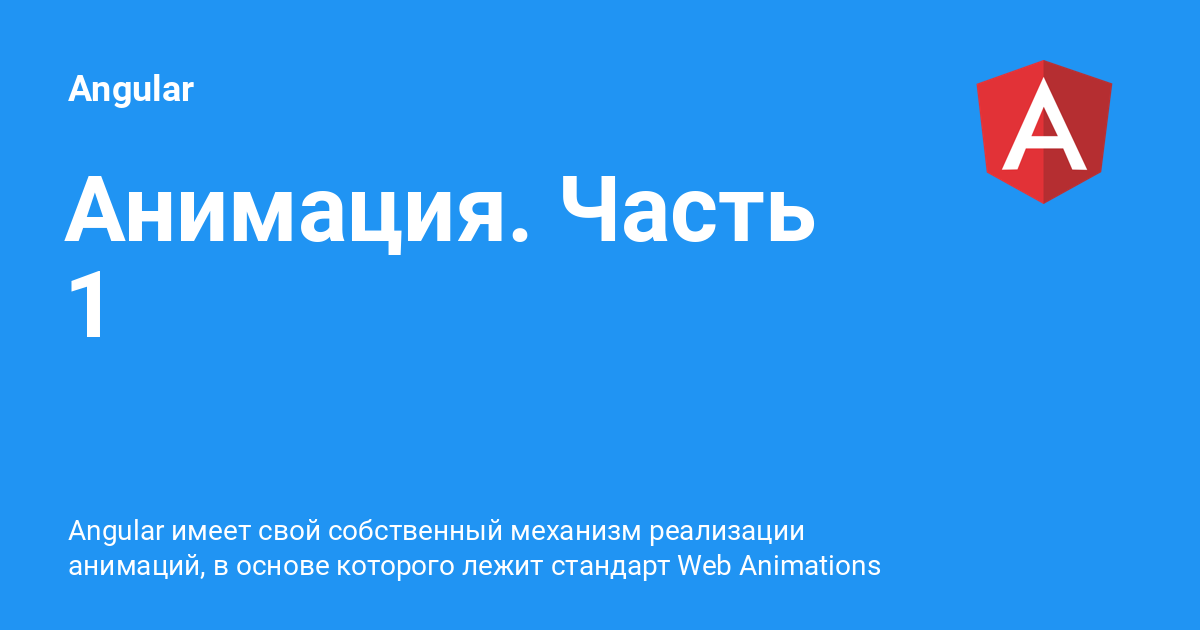 Angular
Анимация. Часть
1
Angular имеет свой собственный механизм реализации
анимаций, в основе которого лежит стандарт Web Animations